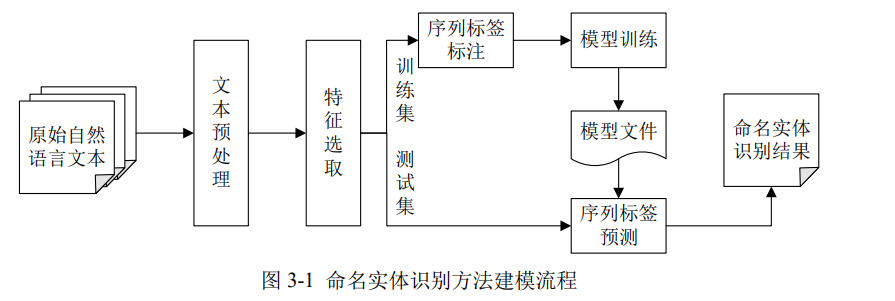 原始自然
语言文本
文本预处理
特征选取
训练集
测试集
序列标签
标注
模型训练
模型文件
序列标签
预测
命名实体
识别结果
图 3-1 命名实体识别方法建模流程